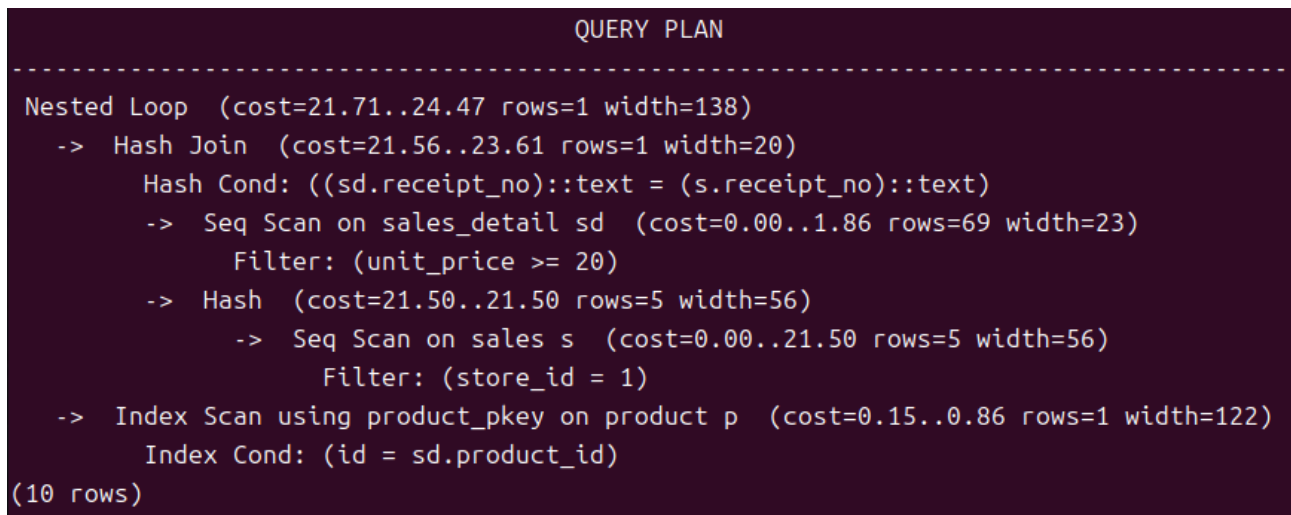 QUERY PLAN
---------------------------------------------------------------------------------------
Nested Loop  (cost=21.71..24.47 rows=1 width=138)
  ->  Hash Join  (cost=21.56..23.61 rows=1 width=20)
        Hash Cond: ((sd.receipt_no)::text = (s.receipt_no)::text)
        ->  Seq Scan on sales_detail sd  (cost=0.00..1.86 rows=69 width=23)
              Filter: (unit_price >= 20)
        ->  Hash  (cost=21.50..21.50 rows=5 width=56)
              ->  Seq Scan on sales s  (cost=0.00..21.50 rows=5 width=56)
                    Filter: (store_id = 1)
  ->  Index Scan using product_pkey on product p  (cost=0.15..0.86 rows=1 width=122)
        Index Cond: (id = sd.product_id)
(10 rows)